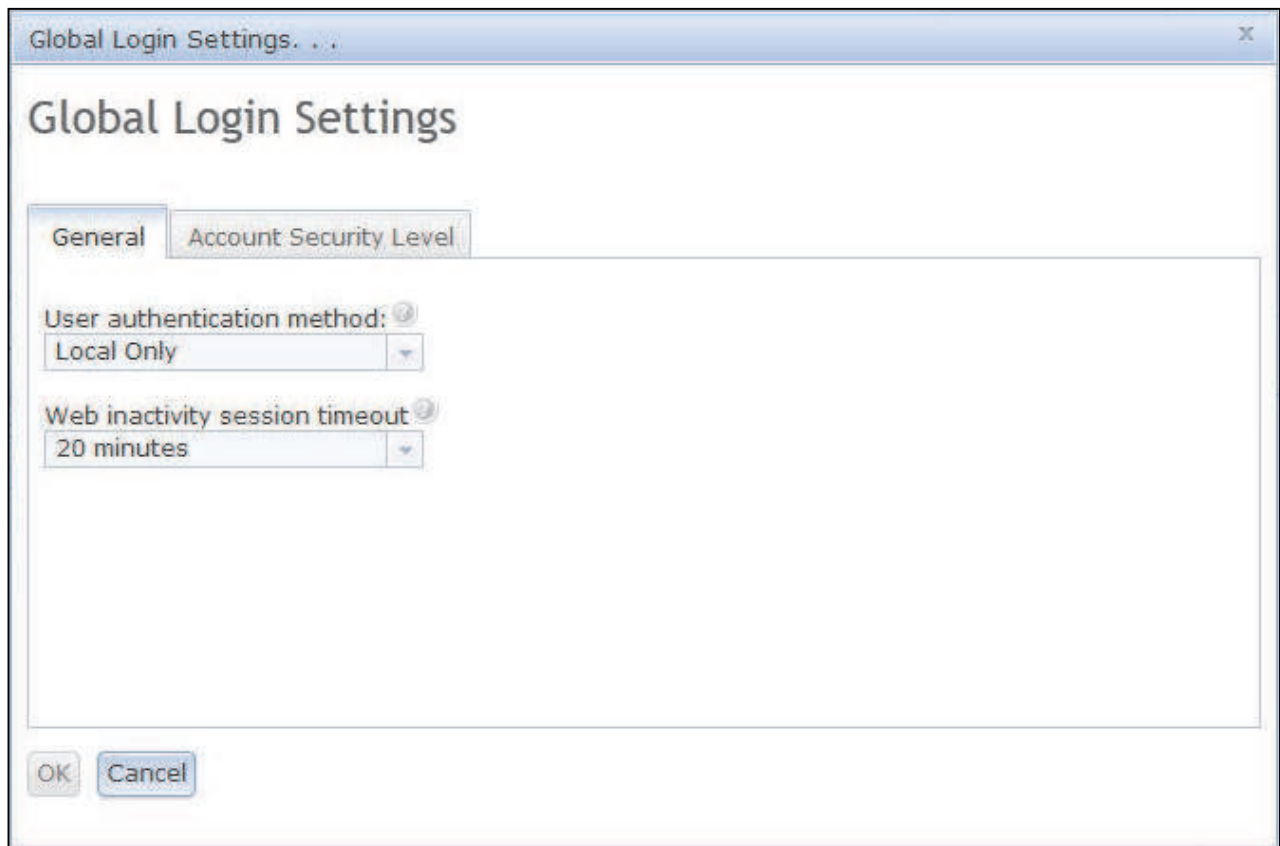 Global Login Settings. . .
x
Global Login Settings
General
Account Security Level
User authentication method:
Local Only
Web inactivity session timeout
20 minutes
OK
Cancel